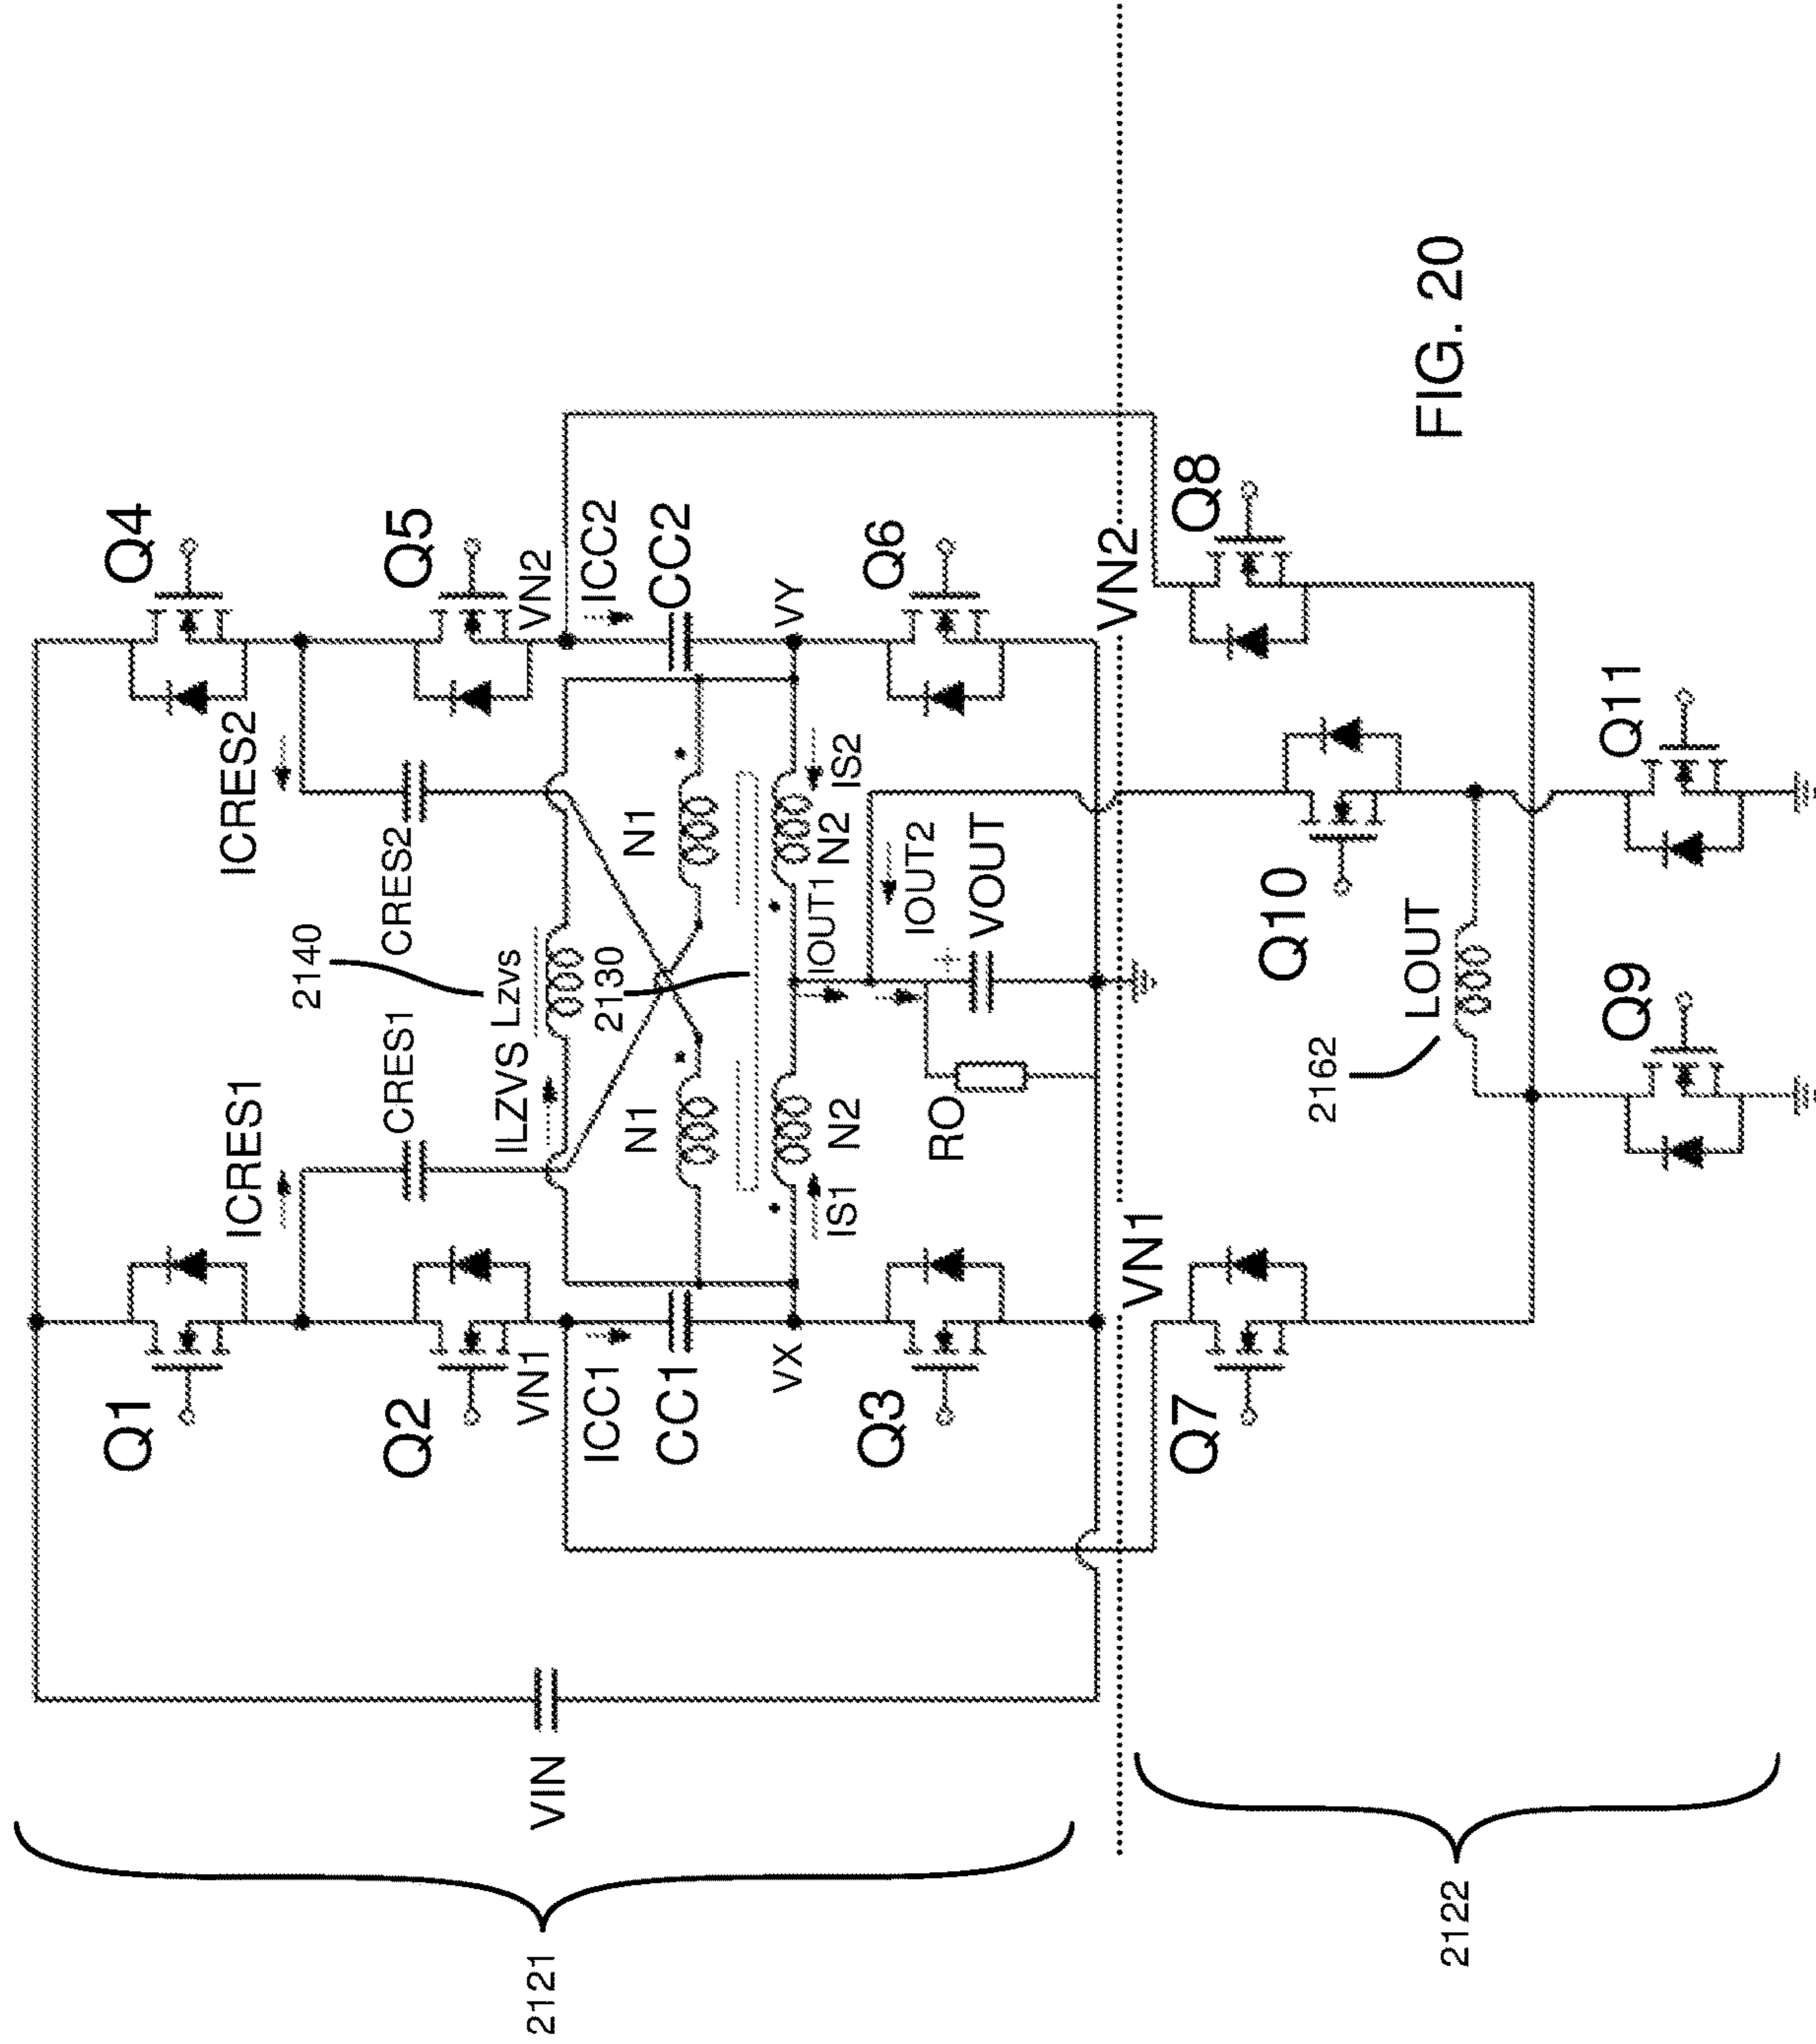 Q4
Q1
ICRES2
ICRES1
2140
CRES2
CRES1
Q5
Q2
VN2
VN1
ILZVS Lzvs
ICC2
ICC1
2130
N1
N1
CC2
CC1
VIN
VY
VX
IS2
IS1
N2
N2
IOUT1
Q6
Q3
IOUT2
VOUT
RO
2121
VN2
VN1
Q8
Q7
Q10
2162
LOUT
FIG. 20
2122
Q11
Q9